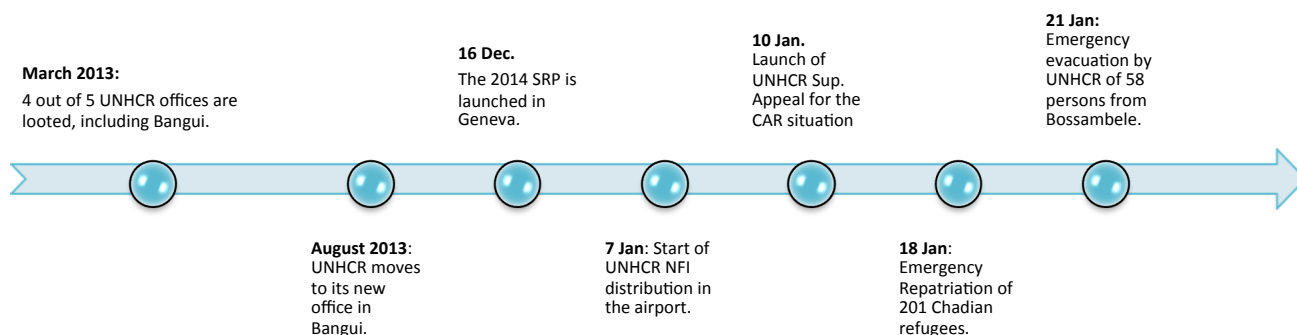 March 2013:
4 out of 5 UNHCR offices are
looted, including Bangui.
August 2013:
UNHCR moves
to its new
office in
Bangui.
16 Dec.
The 2014 SRP is
launched in
Geneva.
7 Jan: Start of
UNHCR NFI
distribution in
the airport.
10 Jan.
Launch of
UNHCR Sup.
Appeal for the
CAR situation
18 Jan:
Emergency
Repatriation of
201 Chadian
refugees.
21 Jan:
Emergency
evacuation by
UNHCR of 58
persons from
Bossambele.